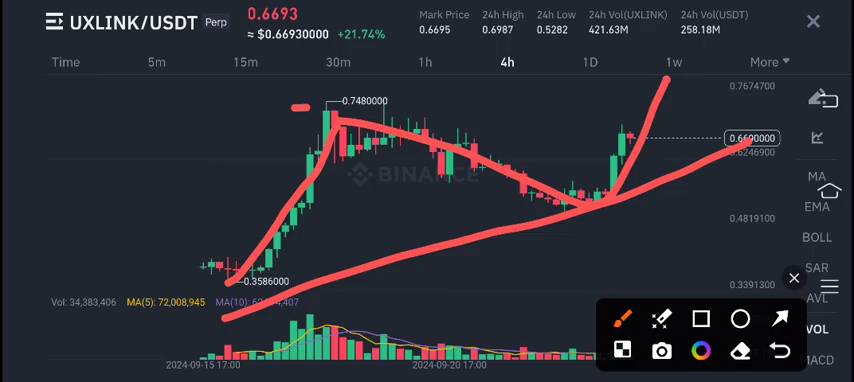 UXLINK/USDT Perp
0.6693
≈ $0.66930000 +21.74%
Mark Price 24h High 24h Low 24h Vol(UXLINK) 24h Vol(USDT)
0.6695 0.6987 0.5282 421.63M 258.18M
Time 5m 15m 30m 1h 4h 1D 1w More
0.7674700
0.7480000
0.6690000
0.6246900
BINANCE
MA
EMA
0.4819100
BOLL
SAR
0.3586000
0.3391300
AVL
Vol: 34,383,406 MA(5): 72,008,945 MA(10):
VOL
MACD
2024-09-15 17:00 2024-09-20 17:00